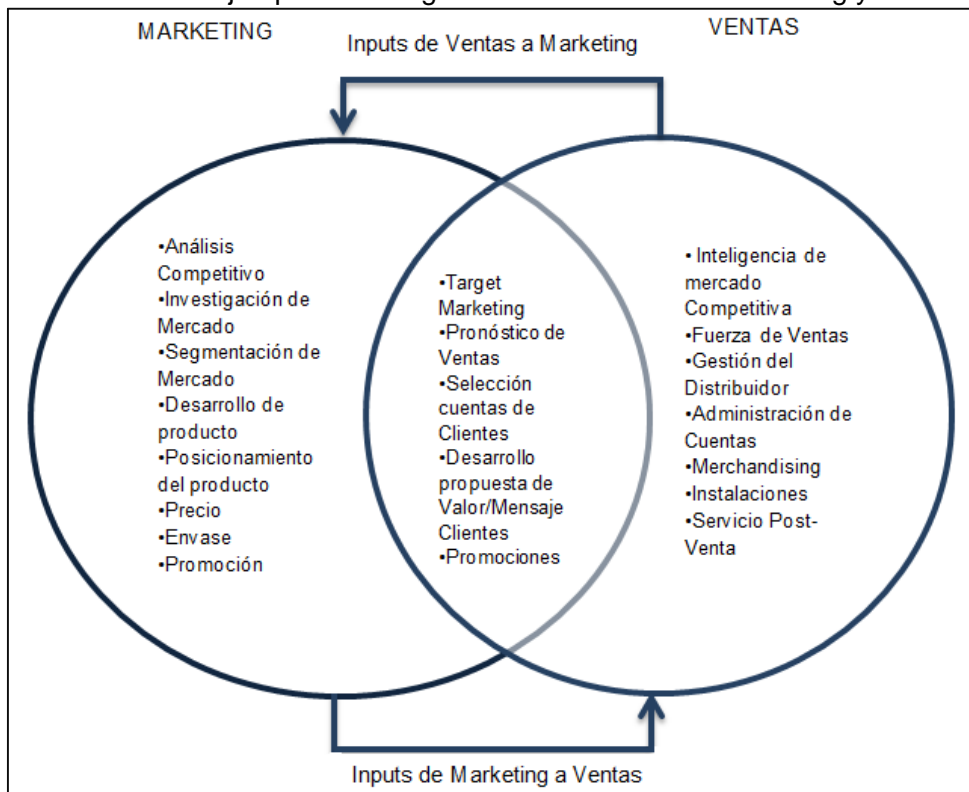 MARKETING
VENTAS
Inputs de Ventas a Marketing
•Análisis
Competitivo
•Investigación de
Mercado
•Segmentación de
Mercado
•Desarrollo de
producto
•Posicionamiento
del producto
•Precio
•Envase
•Promoción
•Target
Marketing
•Pronóstico de
Ventas
•Selección
cuentas de
Clientes
•Desarrollo
propuesta de
Valor/Mensaje
Clientes
•Promociones
• Inteligencia de
mercado
Competitiva
•Fuerza de Ventas
•Gestión del
Distribuidor
•Administración de
Cuentas
•Merchandising
•Instalaciones
•Servicio Post-
Venta
Inputs de Marketing a Ventas